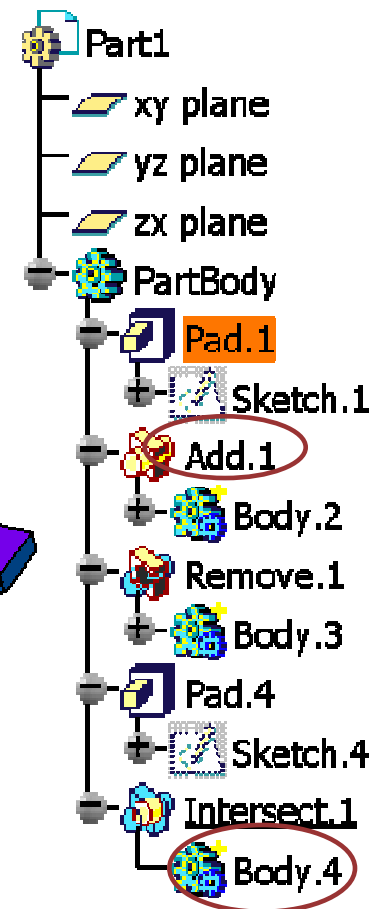 Part1
xy plane
yz plane
zx plane
PartBody
Pad.1
Sketch.1
Add.1
Body.2
Remove.1
Body.3
Pad.4
Sketch.4
Intersect.1
Body.4